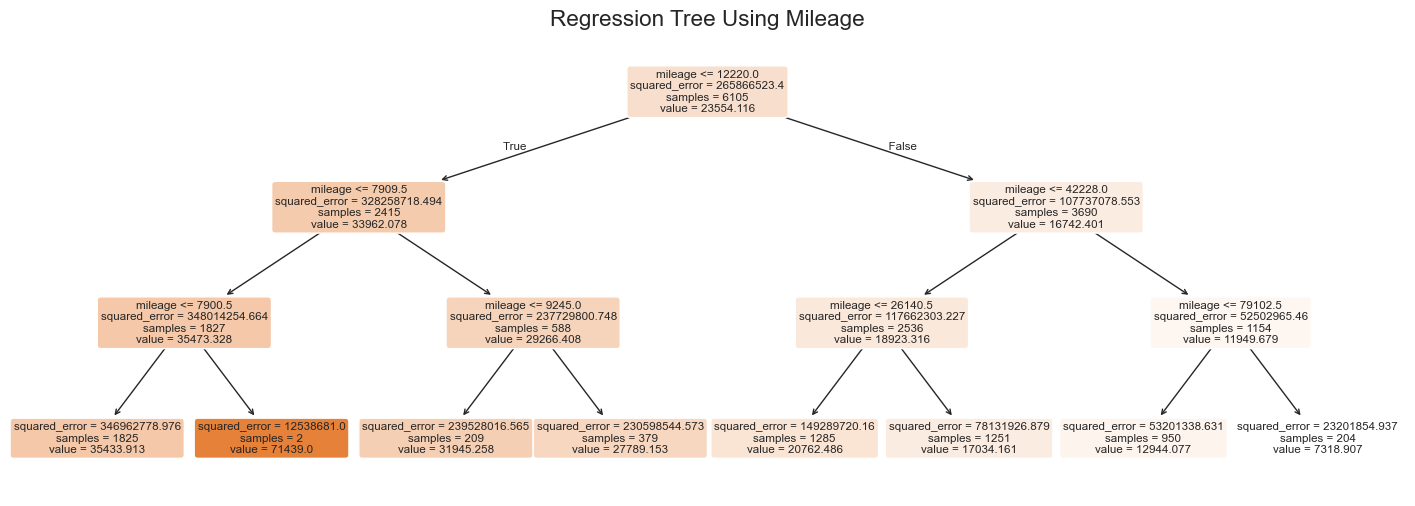 Regression Tree Using Mileage
mileage <= 12220.0
squared_error = 265866523.4
samples = 6105
value = 23554.116
True
False
mileage <= 7909.5
squared_error = 328258718.494
samples = 2415
value = 33962.078
mileage <= 42228.0
squared_error = 107737078.553
samples = 3690
value = 16742.401
mileage <= 7900.5
squared_error = 348014254.664
samples = 1827
value = 35473.328
mileage <= 9245.0
squared_error = 237729800.748
samples = 588
value = 29266.408
mileage <= 26140.5
squared_error = 117662303.227
samples = 2536
value = 18923.316
mileage <= 79102.5
squared_error = 52502965.46
samples = 1154
value = 11949.679
squared_error = 346962778.976
samples = 1825
value = 35433.913
squared_error = 12538681.0
samples = 2
value = 71439.0
squared_error = 239528016.565
samples = 209
value = 31945.258
squared_error = 230598544.573
samples = 379
value = 27789.153
squared_error = 149289720.16
samples = 1285
value = 20762.486
squared_error = 78131926.879
samples = 1251
value = 17034.161
squared_error = 53201338.631
samples = 950
value = 12944.077
squared_error = 23201854.937
samples = 204
value = 7318.907